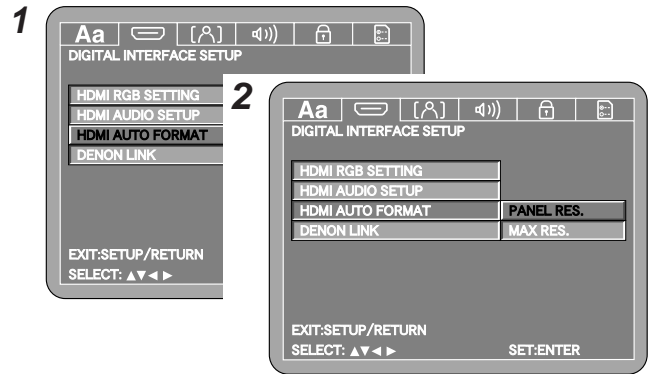 1
Aa
DIGITAL INTERFACE SETUP
HDMI RGB SETTING
HDMI AUDIO SETUP
HDMI AUTO FORMAT
DENON LINK
EXIT:SETUP/RETURN
SELECT: ▲▼◄ ►
2
Aa
DIGITAL INTERFACE SETUP
HDMI RGB SETTING
HDMI AUDIO SETUP
HDMI AUTO FORMAT PANEL RES.
DENON LINK MAX RES.
EXIT:SETUP/RETURN
SELECT: ▲▼◄ ► SET:ENTER